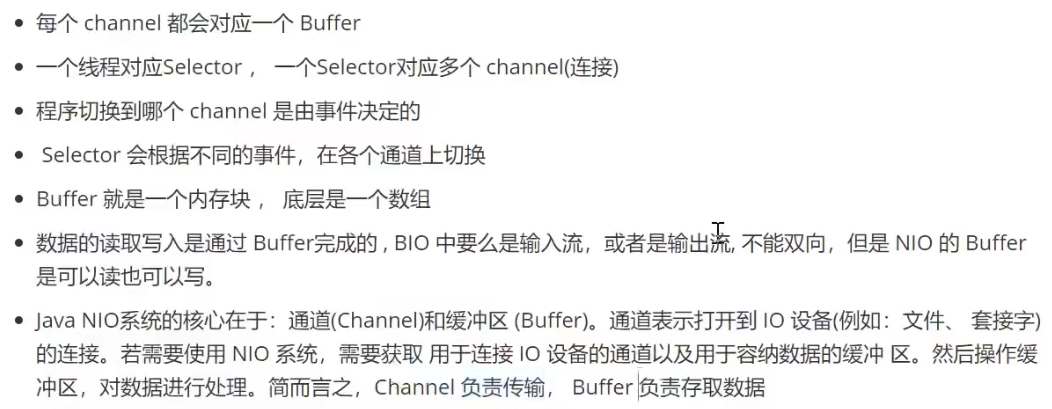 每个 channel 都会对应一个 Buffer
一个线程对应Selector ， 一个Selector对应多个 channel(连接)
程序切换到哪个 channel 是由事件决定的
Selector 会根据不同的事件，在各个通道上切换
Buffer 就是一个内存块 ， 底层是一个数组
数据的读取写入是通过 Buffer完成的 , BIO 中要么是输入流，或者是输出流, 不能双向，但是 NIO 的 Buffer
是可以读也可以写。
Java NIO系统的核心在于：通道(Channel)和缓冲区 (Buffer)。通道表示打开到 IO 设备(例如：文件、 套接字)
的连接。若需要使用 NIO 系统，需要获取 用于连接 IO 设备的通道以及用于容纳数据的缓冲 区。然后操作缓
冲区，对数据进行处理。简而言之，Channel 负责传输， Buffer 负责存取数据